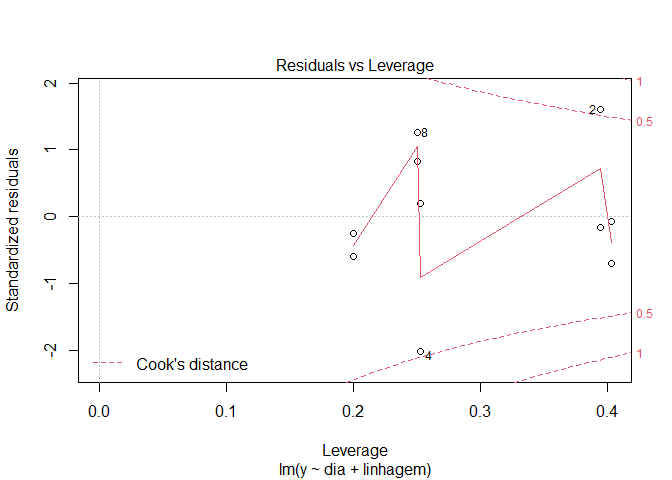 Residuals vs Leverage
Standardized residuals
2
1
0
-1
-2
1
0.5
0.5
1
2
8
4
Cook's distance
0.0 0.1 0.2 0.3 0.4
Leverage
lm(y ~ dia + linhagem)